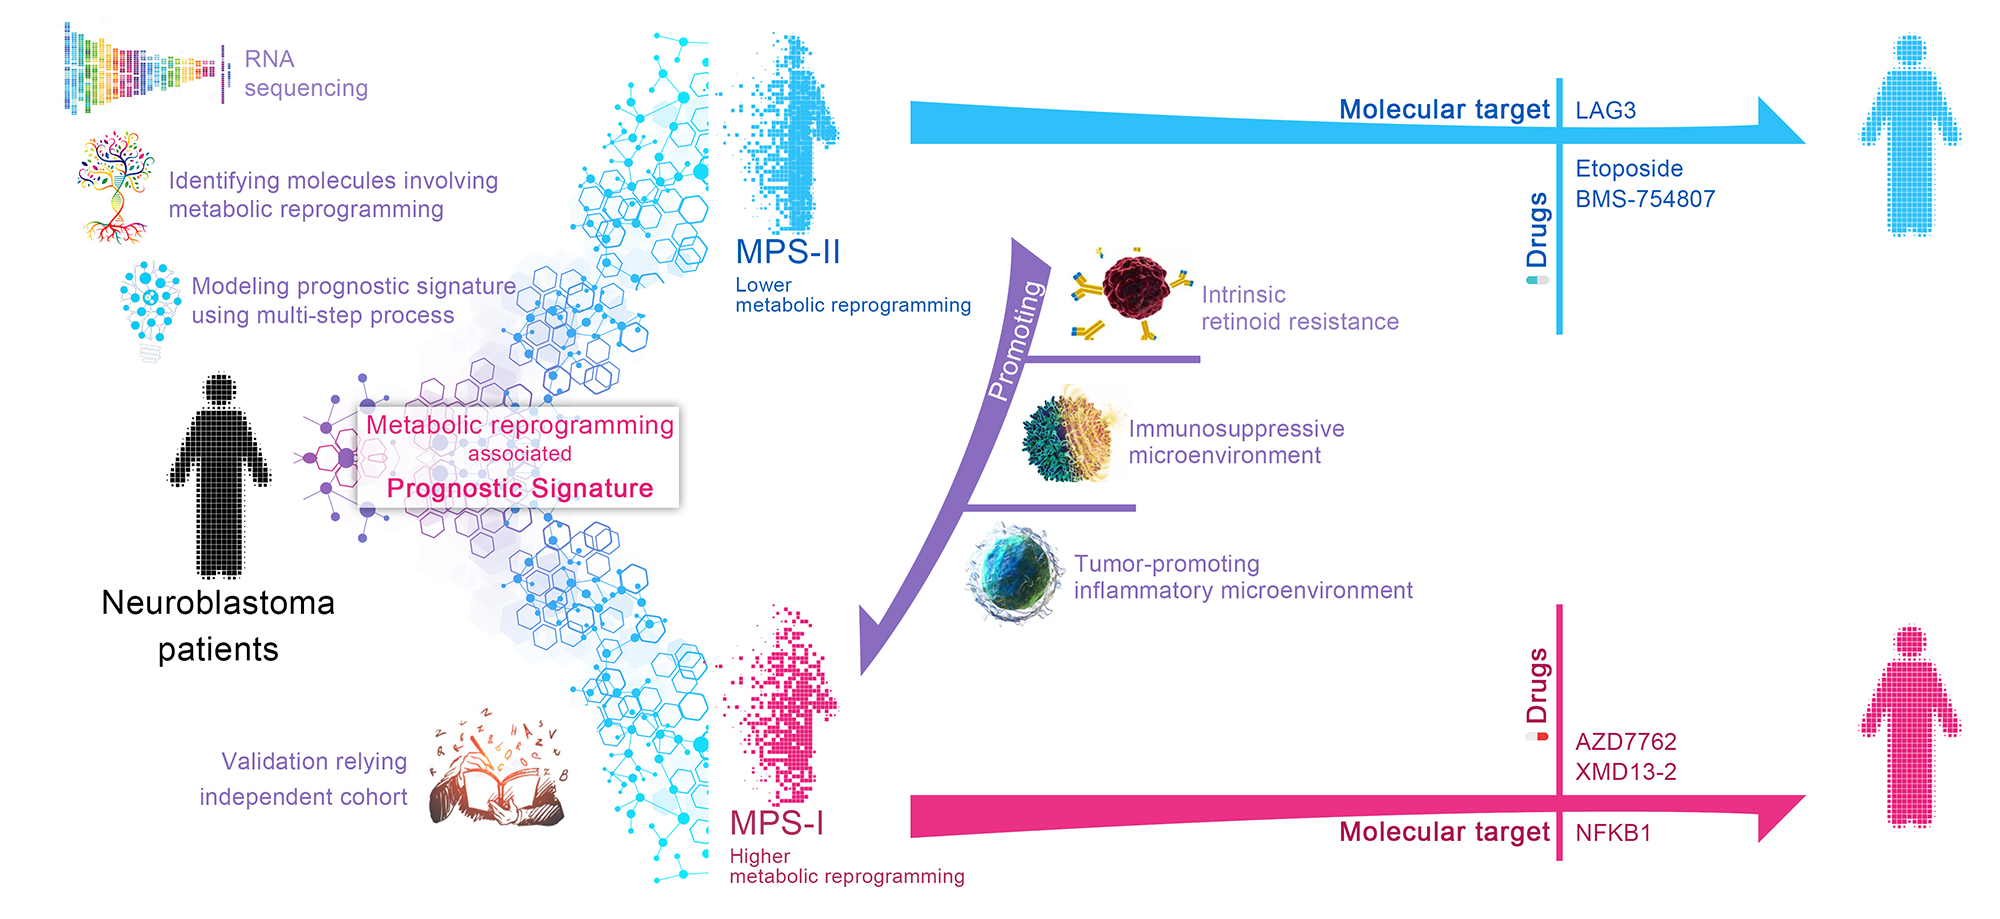 RNA
sequencing
Identifying molecules involving
metabolic reprogramming
Modeling prognostic signature
using multi-step process
Metabolic reprogramming
associated
Prognostic Signature
Neuroblastoma
patients
Validation relying
independent cohort
MPS-II
Lower
metabolic reprogramming
Molecular target
LAG3
Drugs
Etoposide
BMS-754807
Promoting
Intrinsic
retinoid resistance
Immunosuppressive
microenvironment
Tumor-promoting
inflammatory microenvironment
MPS-I
Higher
metabolic reprogramming
Drugs
AZD7762
XMD13-2
Molecular target
NFKB1